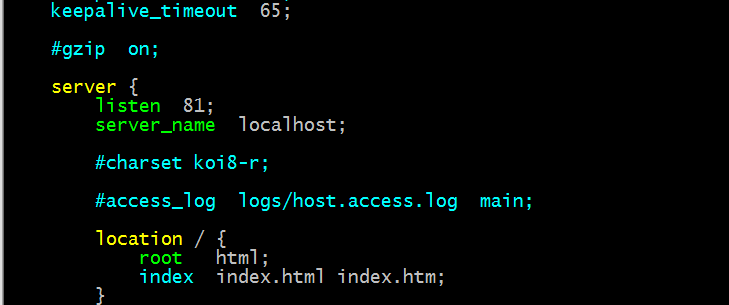 keepalive_timeout  65;
#gzip  on;
server {
listen  81;
server_name  localhost;
#charset koi8-r;
#access_log  logs/host.access.log  main;
location / {
root   html;
index  index.html index.htm;
}